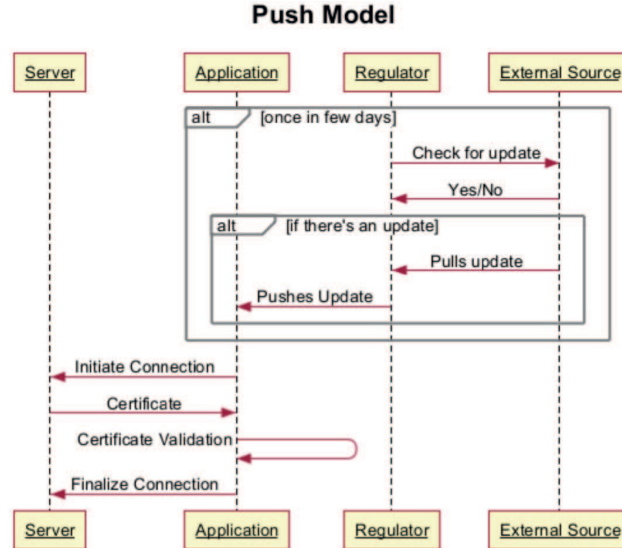 Push Model
Server Application Regulator External Source
alt [once in few days]
Check for update
Yes/No
alt [if there's an update]
Pulls update
Pushes Update
Initiate Connection
Certificate
Certificate Validation
Finalize Connection
Server Application Regulator External Source